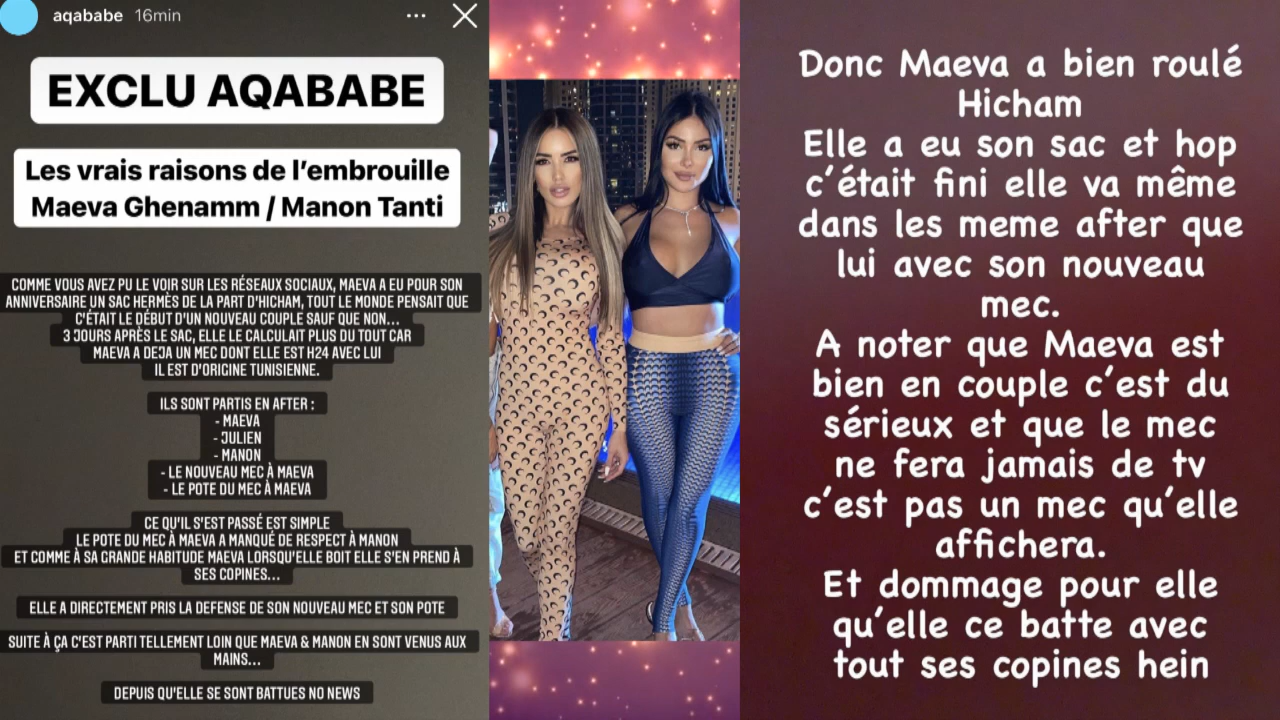 aqababe 16min
EXCLU AQABABE
Les vrais raisons de l'embrouille
Maeva Ghenamm / Manon Tanti
COMME VOUS AVEZ PU LE VOIR SUR LES RÉSEAUX SOCIAUX, MAEVA A EU POUR SON
ANNIVERSAIRE UN SAC HERMÈS DE LA PART D'HICHAM, TOUT LE MONDE PENSAIT QUE
C'ÉTAIT LE DÉBUT D'UN NOUVEAU COUPLE SAUF QUE NON...
3 JOURS APRÈS LE SAC, ELLE LE CALCULAIT PLUS DU TOUT CAR
MAEVA A DEJA UN MEC DONT ELLE EST H24 AVEC LUI
IL EST D'ORIGINE TUNISIENNE.
ILS SONT PARTIS EN AFTER :
- MAEVA
- JULIEN
- MANON
- LE NOUVEAU MEC À MAEVA
- LE POTE DU MEC À MAEVA
CE QU'IL S'EST PASSÉ EST SIMPLE
LE POTE DU MEC À MAEVA A MANQUÉ DE RESPECT À MANON
ET COMME À SA GRANDE HABITUDE MAEVA LORSQU'ELLE BOIT ELLE S'EN PREND À
SES COPINES...
ELLE A DIRECTEMENT PRIS LA DEFENSE DE SON NOUVEAU MEC ET SON POTE
SUITE À ÇA C'EST PARTI TELLEMENT LOIN QUE MAEVA & MANON EN SONT VENUS AUX
MAINS...
DEPUIS QU'ELLE SE SONT BATTUES NO NEWS
Donc Maeva a bien roulé
Hicham
Elle a eu son sac et hop
c'était fini elle va même
dans les meme after que
lui avec son nouveau
mec.
A noter que Maeva est
bien en couple c'est du
sérieux et que le mec
ne fera jamais de tv
c'est pas un mec qu'elle
affichera.
Et dommage pour elle
qu'elle ce batte avec
tout ses copines hein